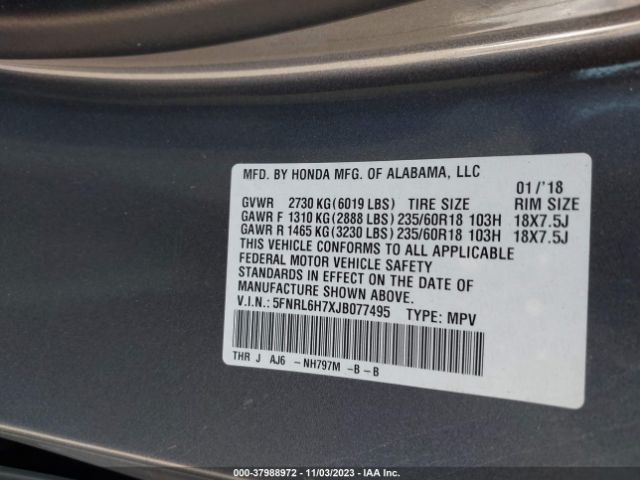 MFD. BY HONDA MFG. OF ALABAMA, LLC
01/'18
GVWR 2730 KG(6019 LBS) TIRE SIZE RIM SIZE
GAWR F 1310 KG(2888 LBS) 235/60R18 103H 18X7.5J
GAWR R 1465 KG(3230 LBS) 235/60R18 103H 18X7.5J
THIS VEHICLE CONFORMS TO ALL APPLICABLE
FEDERAL MOTOR VEHICLE SAFETY
STANDARDS IN EFFECT ON THE DATE OF
MANUFACTURE SHOWN ABOVE.
V.I.N.: 5FNRL6H7XJB077495 TYPE: MPV
THR J AJ6 -NH797M -B-B
000-37988972 - 11/03/2023 - IAAI.COM